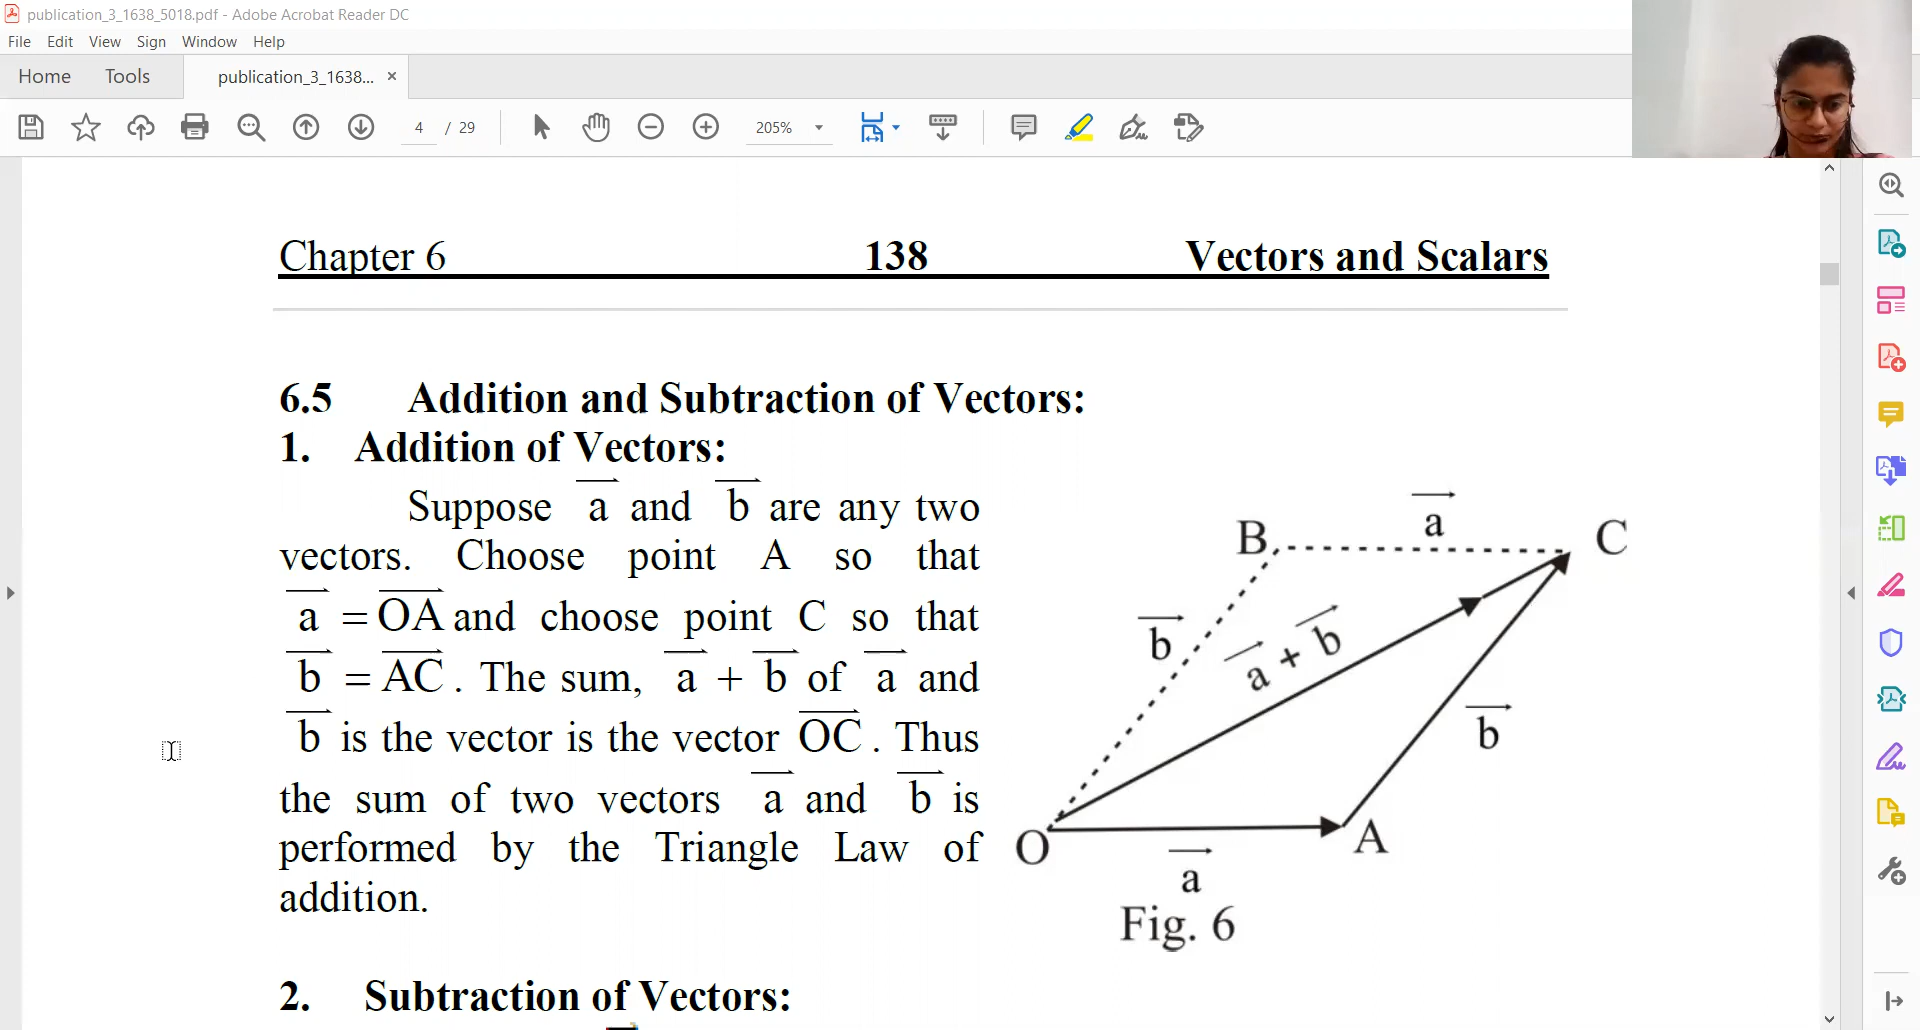 publication_3_1638_5018.pdf - Adobe Acrobat Reader DC
File Edit View Sign Window Help
Home Tools publication_3_1638... ×
4 / 29 205%
Chapter 6 138 Vectors and Scalars
6.5 Addition and Subtraction of Vectors:
1. Addition of Vectors:
Suppose a⃗ and b⃗ are any two
vectors. Choose point A so that
a⃗ = O͞A⃗ and choose point C so that
b⃗ = A͞C⃗ . The sum, a⃗ + b⃗ of a⃗ and
b⃗ is the vector is the vector O͞C⃗ . Thus
the sum of two vectors a⃗ and b⃗ is
performed by the Triangle Law of
addition.
a⃗
B C
b⃗
a⃗ + b⃗
b⃗
O A
a⃗
Fig. 6
2. Subtraction of Vectors: